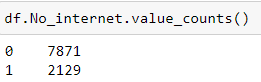 df.No_internet.value_counts()
0    7871
1    2129